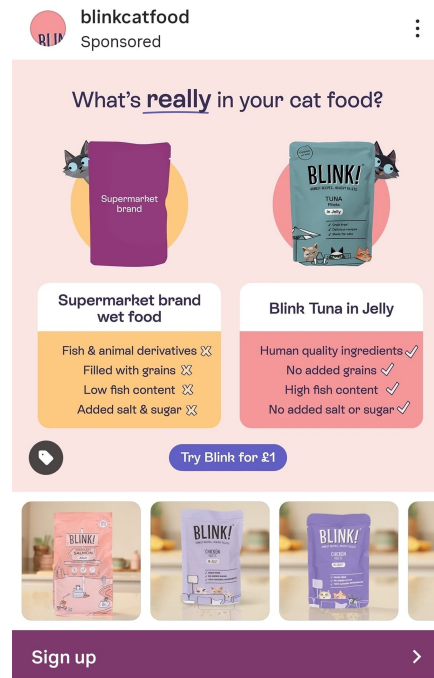 blinkcatfood
Sponsored
BLIN
What's really in your cat food?
Supermarket
brand
BLINK!
TUNA
Fillets
in Jelly
Supermarket brand
wet food
Fish & animal derivatives
Filled with grains
Low fish content
Added salt & sugar
Blink Tuna in Jelly
Human quality ingredients
No added grains
High fish content
No added salt or sugar
Try Blink for £1
BLINK!
SALMON
BLINK!
CHICKEN
BLINK!
CHICKEN
Sign up